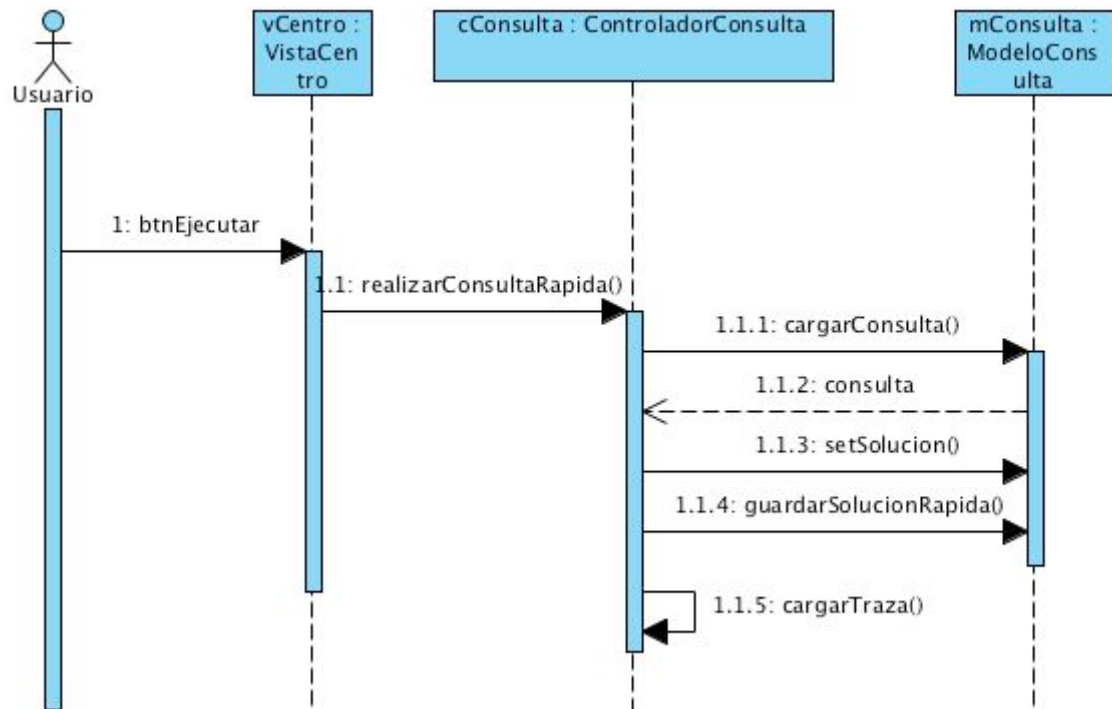 vCentro :
VistaCen
tro
cConsulta : ControladorConsulta
mConsulta :
ModeloCons
ulta
Usuario
1: btnEjecutar
1.1: realizarConsultaRapida()
1.1.1: cargarConsulta()
1.1.2: consulta
1.1.3: setSolucion()
1.1.4: guardarSolucionRapida()
1.1.5: cargarTraza()